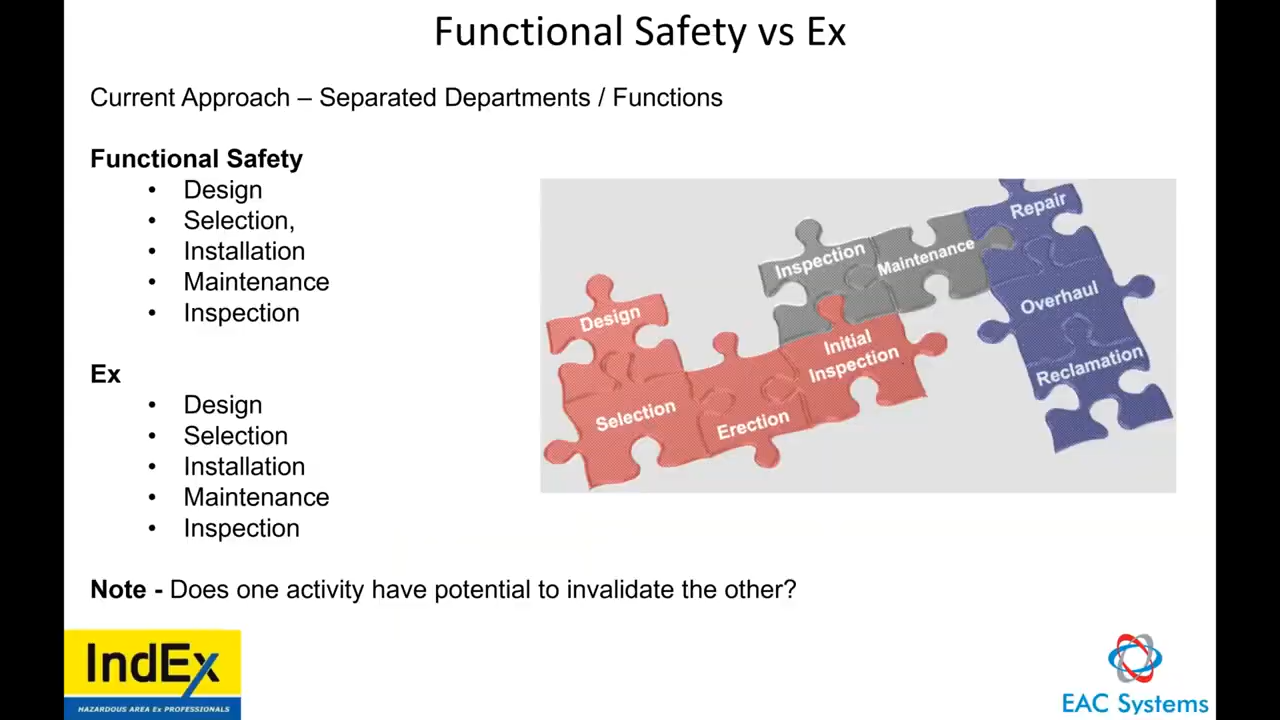 Functional Safety vs Ex
Current Approach – Separated Departments / Functions
Functional Safety
• Design
• Selection,
• Installation
• Maintenance
• Inspection
Ex
• Design
• Selection
• Installation
• Maintenance
• Inspection
Note - Does one activity have potential to invalidate the other?
Design
Selection
Erection
Initial
Inspection
Inspection
Maintenance
Repair
Overhaul
Reclamation
IndEx
HAZARDOUS AREA Ex PROFESSIONALS
EAC Systems